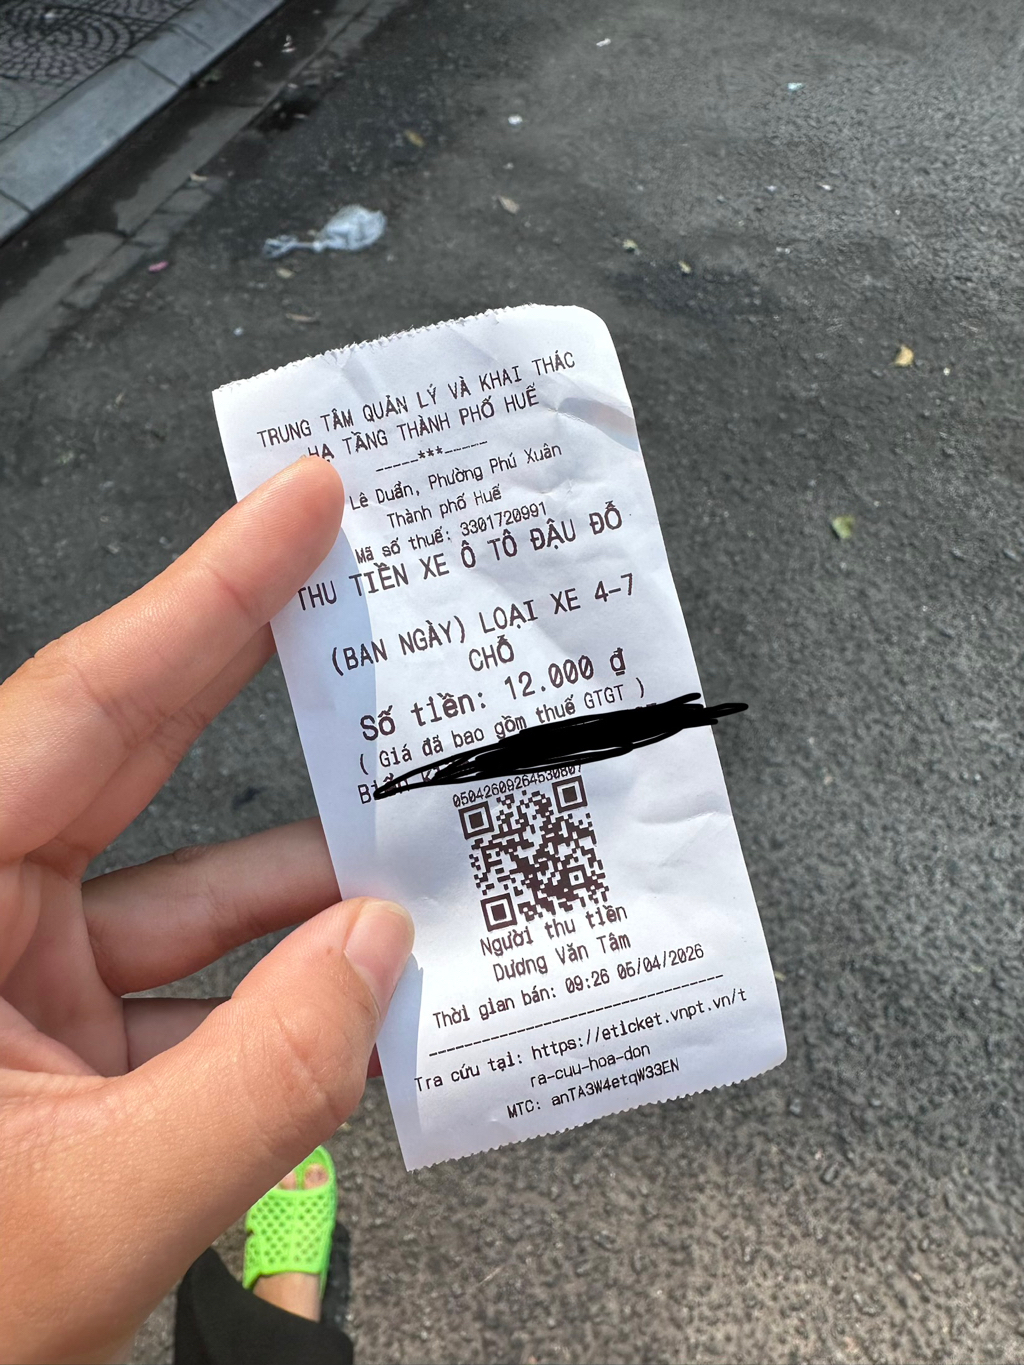 TRUNG TÂM QUẢN LÝ VÀ KHAI THÁC
HẠ TẦNG THÀNH PHỐ HUẾ
-----***-----
Lê Duẩn, Phường Phú Xuân
Thành phố Huế
Mã số thuế: 3301720991
THU TIỀN XE Ô TÔ ĐẬU ĐỖ
(BAN NGÀY) LOẠI XE 4-7
CHỖ
Số tiền: 12.000 ₫
( Giá đã bao gồm thuế GTGT )
Biển
05042609264530807
Người thu tiền
Dương Văn Tâm
Thời gian bán: 09:26 05/04/2026
Tra cứu tại: https://eticket.vnpt.vn/t
ra-cuu-hoa-don
MTC: anTA3W4etqW33EN